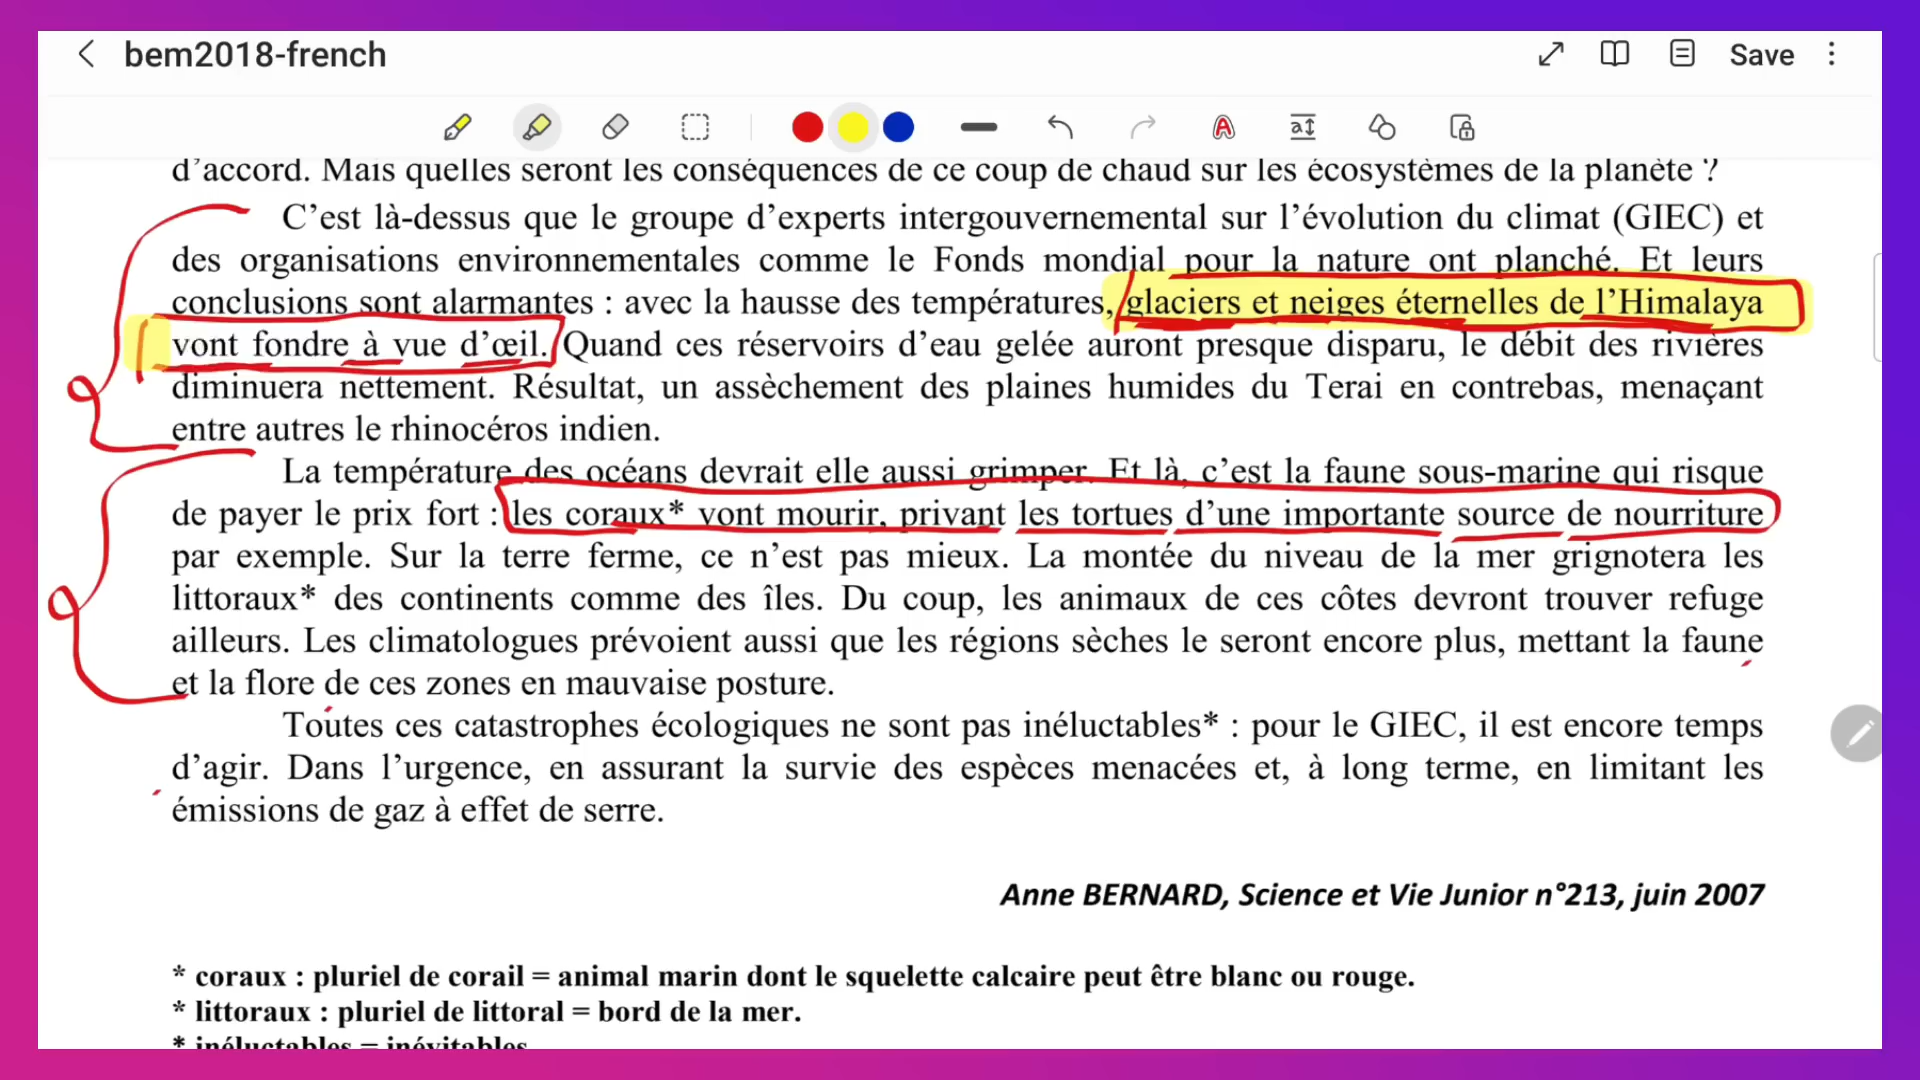 bem2018-french
Save
d'accord. Mais quelles seront les conséquences de ce coup de chaud sur les écosystèmes de la planète ?
C'est là-dessus que le groupe d'experts intergouvernemental sur l'évolution du climat (GIEC) et
des organisations environnementales comme le Fonds mondial pour la nature ont planché. Et leurs
conclusions sont alarmantes : avec la hausse des températures, glaciers et neiges éternelles de l'Himalaya
vont fondre à vue d'œil. Quand ces réservoirs d'eau gelée auront presque disparu, le débit des rivières
diminuera nettement. Résultat, un assèchement des plaines humides du Terai en contrebas, menaçant
entre autres le rhinocéros indien.
La température des océans devrait elle aussi grimper. Et là, c'est la faune sous-marine qui risque
de payer le prix fort : les coraux* vont mourir, privant les tortues d'une importante source de nourriture
par exemple. Sur la terre ferme, ce n'est pas mieux. La montée du niveau de la mer grignotera les
littoraux* des continents comme des îles. Du coup, les animaux de ces côtes devront trouver refuge
ailleurs. Les climatologues prévoient aussi que les régions sèches le seront encore plus, mettant la faune
et la flore de ces zones en mauvaise posture.
Toutes ces catastrophes écologiques ne sont pas inéluctables* : pour le GIEC, il est encore temps
d'agir. Dans l'urgence, en assurant la survie des espèces menacées et, à long terme, en limitant les
émissions de gaz à effet de serre.
Anne BERNARD, Science et Vie Junior n°213, juin 2007
* coraux : pluriel de corail = animal marin dont le squelette calcaire peut être blanc ou rouge.
* littoraux : pluriel de littoral = bord de la mer.
* inéluctables = inévitables